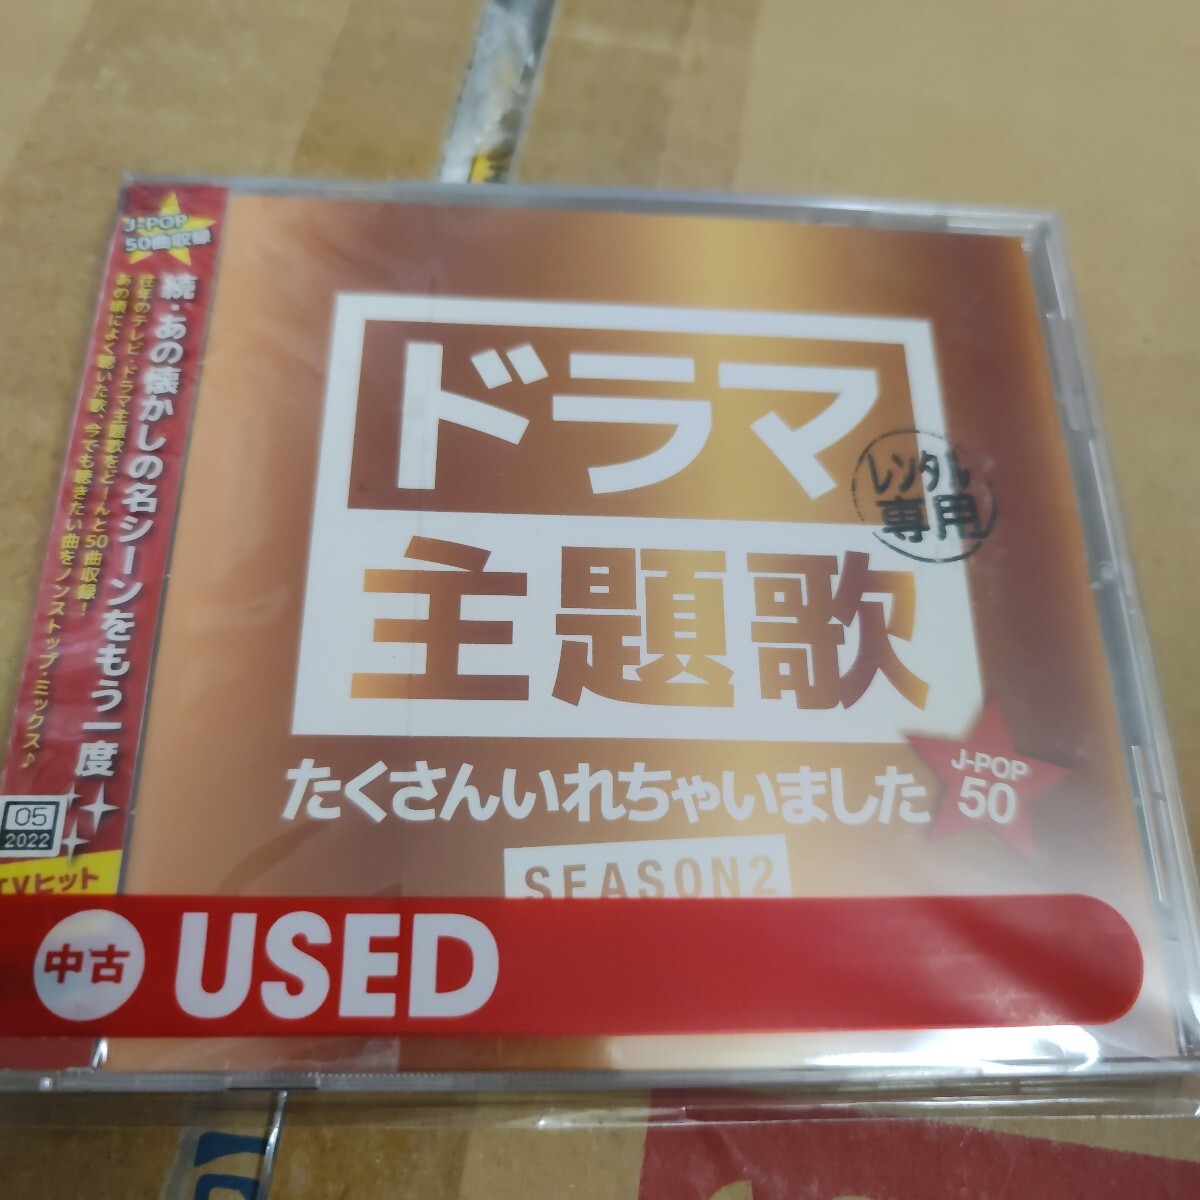 J-POP
50曲収録
続・あの懐かしの名シーンをもう一度
往年のテレビ・ドラマ主題歌をどーんと50曲収録！
あの頃によく聴いた歌、今でも聴きたい曲をノンストップ・ミックス♪
05
2022
TVヒット
ドラマ
主題歌
レンタル
専用
たくさんいれちゃいました
J-POP
50
SEASON2
中古 USED